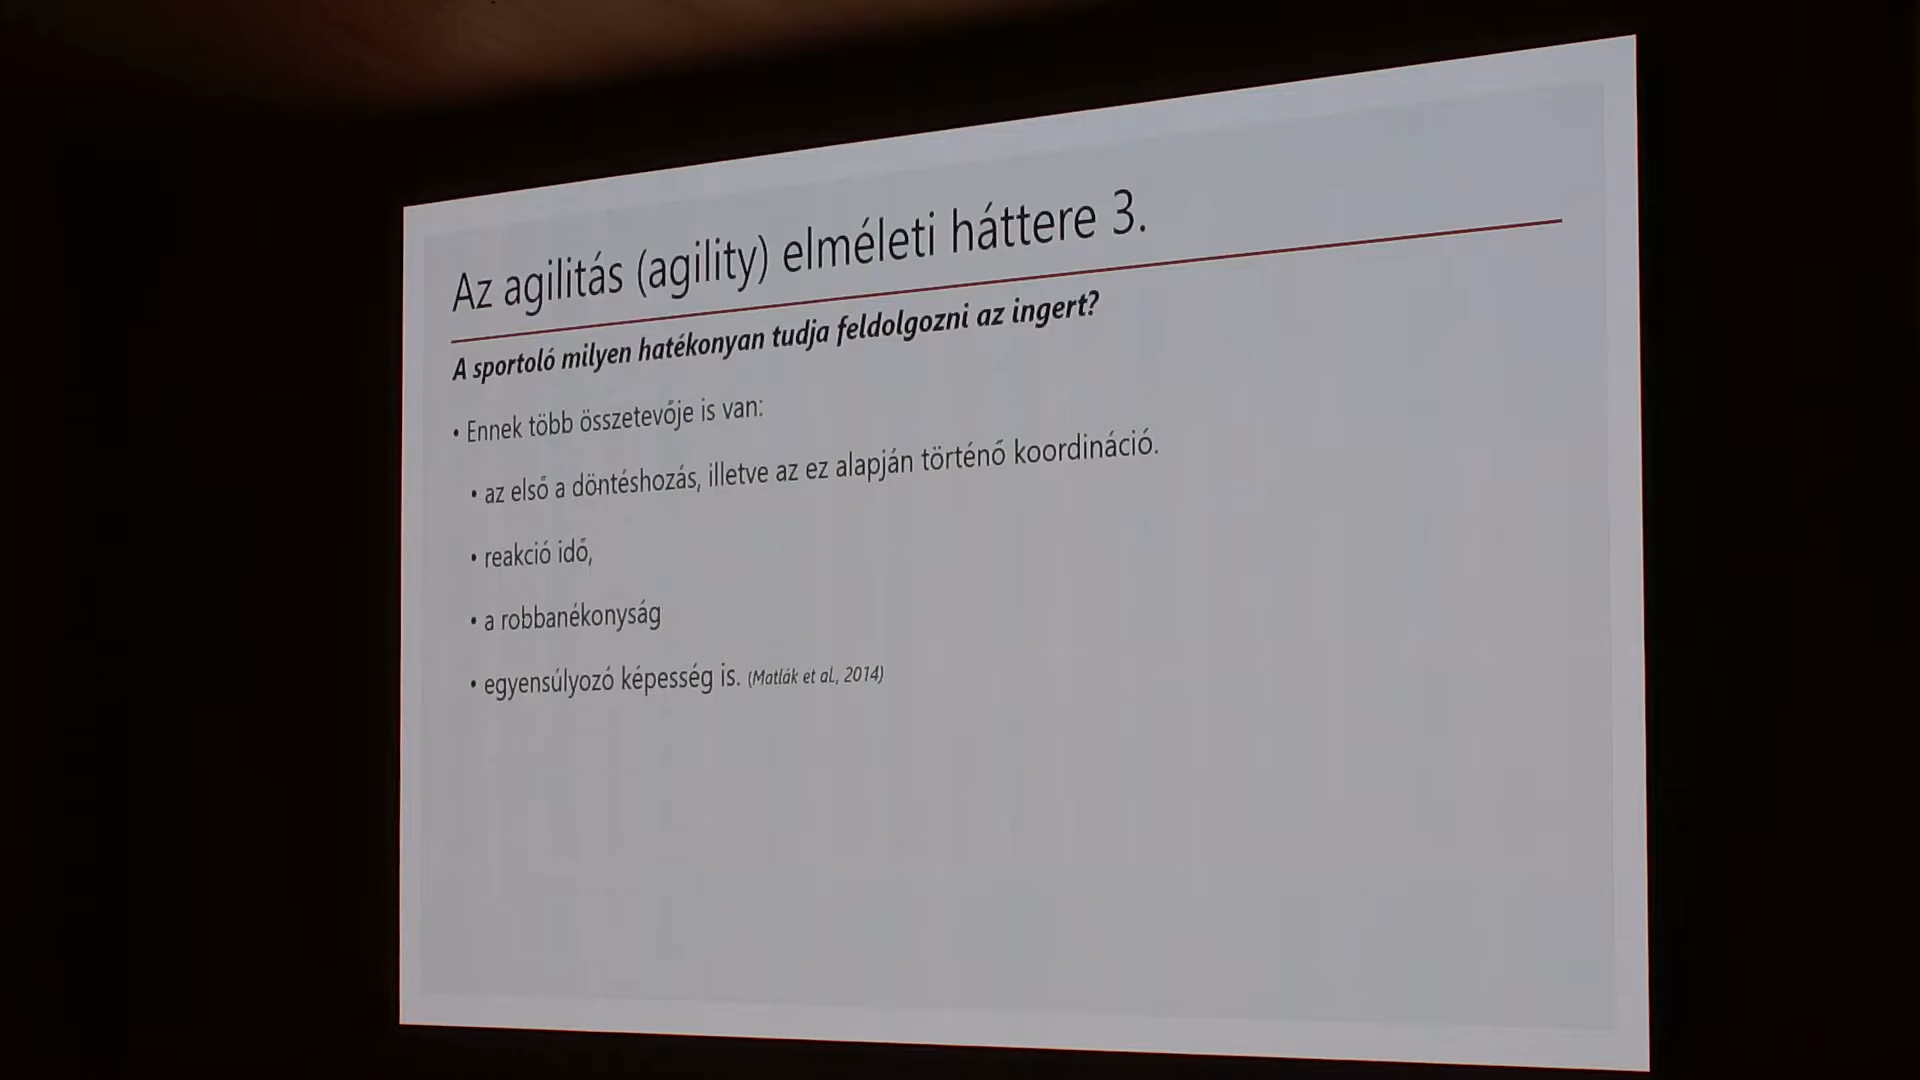 Az agilitás (agility) elméleti háttere 3.
A sportoló milyen hatékonyan tudja feldolgozni az ingert?
• Ennek több összetevője is van:
• az első a döntéshozás, illetve az ez alapján történő koordináció.
• reakció idő,
• a robbanékonyság
• egyensúlyozó képesség is. (Matlák et al., 2014)